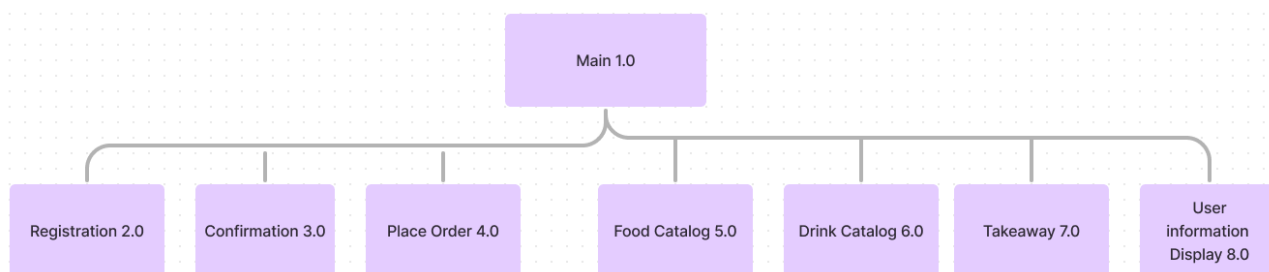 Main 1.0
Registration 2.0
Confirmation 3.0
Place Order 4.0
Food Catalog 5.0
Drink Catalog 6.0
Takeaway 7.0
User
information
Display 8.0